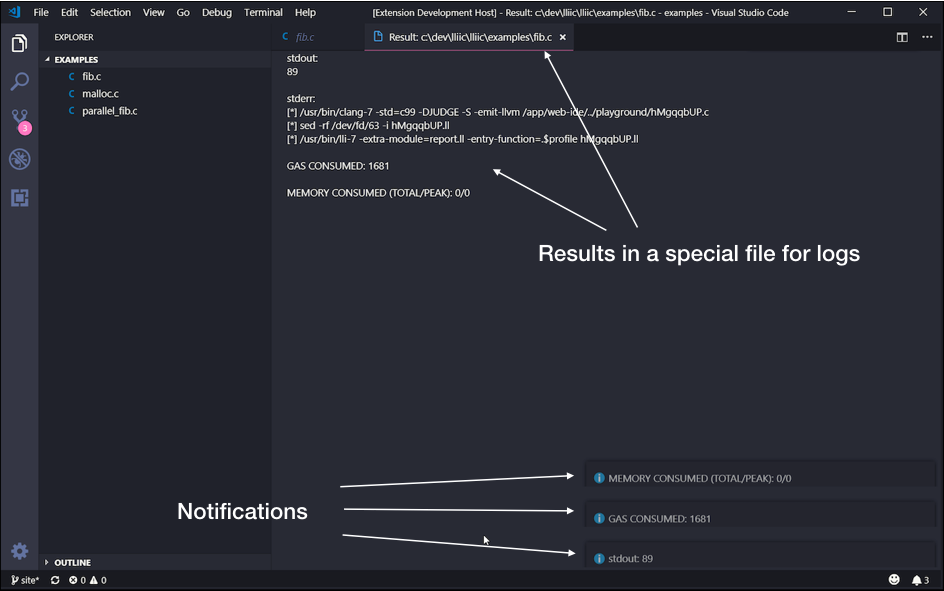 File Edit Selection View Go Debug Terminal Help [Extension Development Host] - Result: c:\dev\lliic\lliic\examples\fib.c - examples - Visual Studio Code
EXPLORER
fib.c
Result: c:\dev\lliic\lliic\examples\fib.c
EXAMPLES
C fib.c
C malloc.c
C parallel_fib.c
3
stdout:
89
stderr:
[*] /usr/bin/clang-7 -std=c99 -DJUDGE -S -emit-llvm /app/web-ide/../playground/hMgqqbUP.c
[*] sed -rf /dev/fd/63 -i hMgqqbUP.ll
[*] /usr/bin/lli-7 -extra-module=report.ll -entry-function=.$profile hMgqqbUP.ll
GAS CONSUMED: 1681
MEMORY CONSUMED (TOTAL/PEAK): 0/0
Results in a special file for logs
Notifications
MEMORY CONSUMED (TOTAL/PEAK): 0/0
GAS CONSUMED: 1681
stdout: 89
OUTLINE
site* 0 0 3